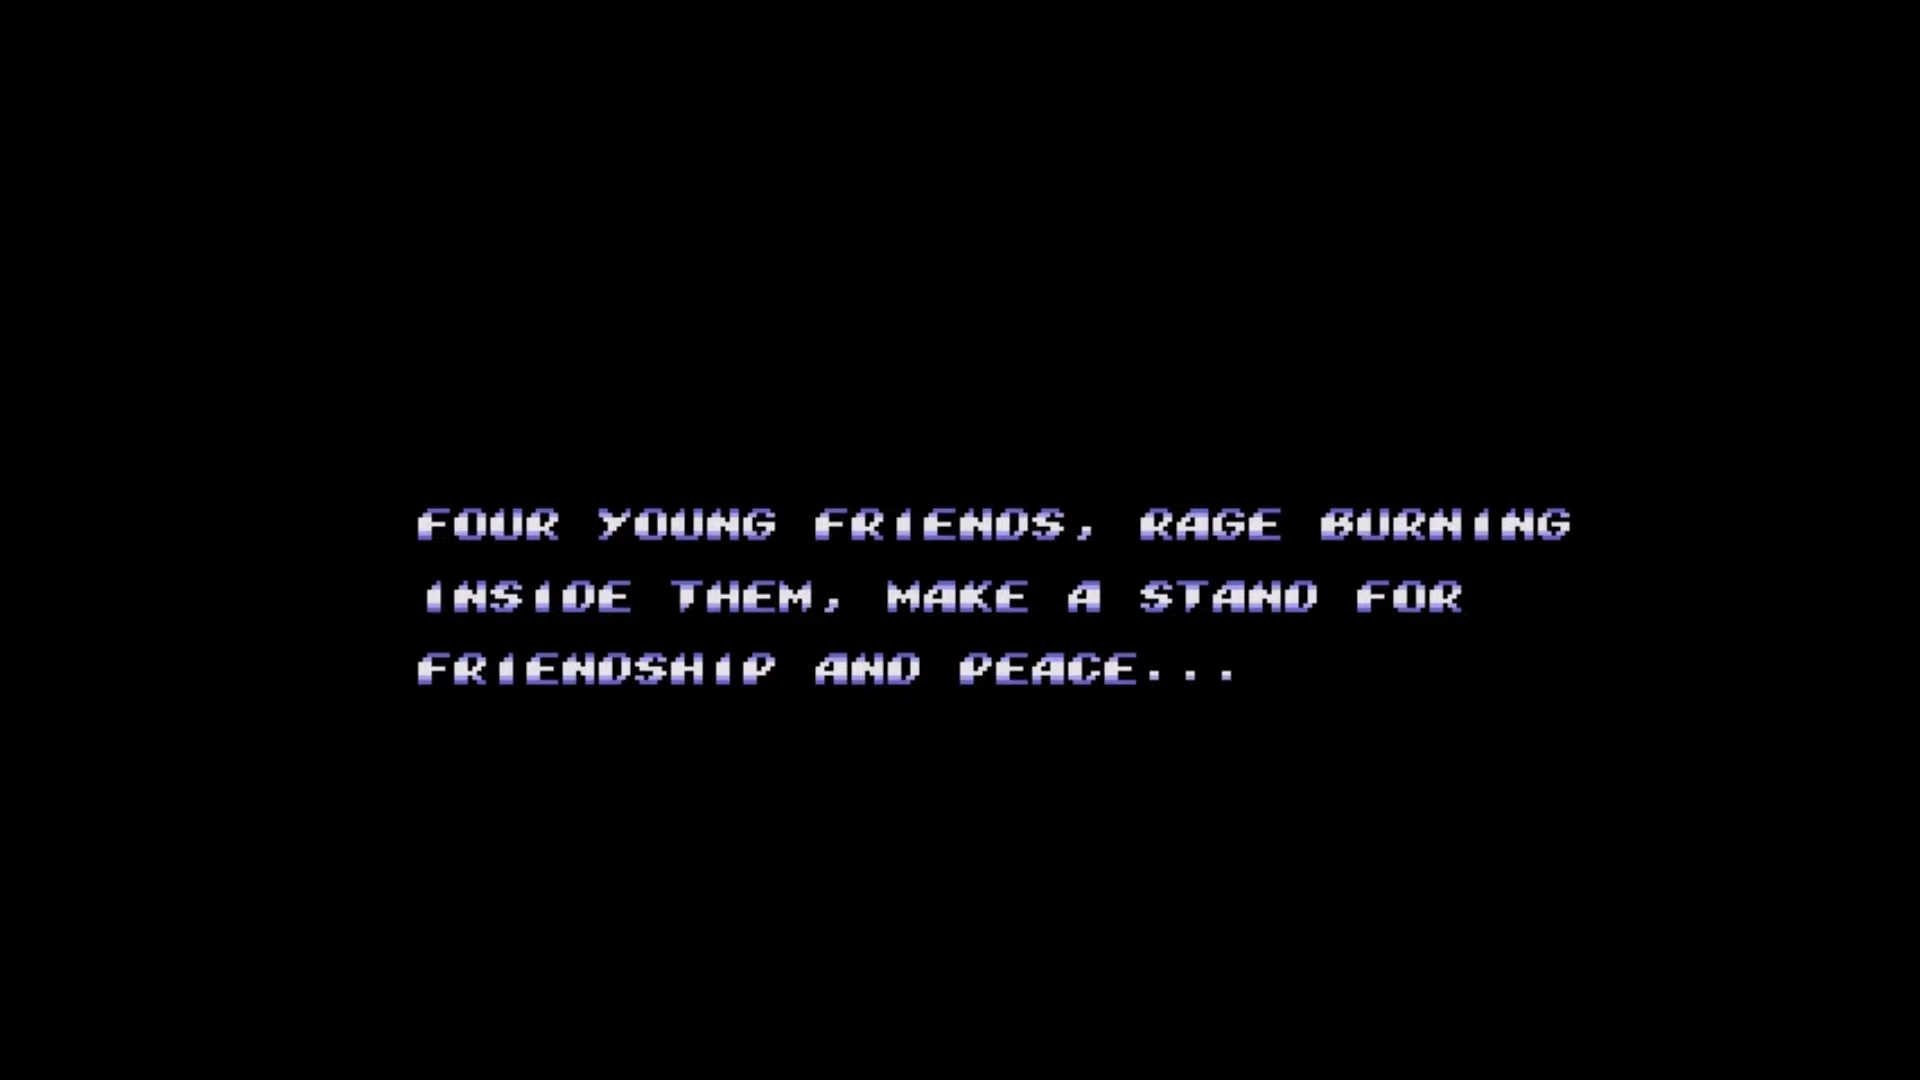 FOUR YOUNG FRIENDS, RAGE BURNING
INSIDE THEM, MAKE A STAND FOR
FRIENDSHIP AND PEACE...